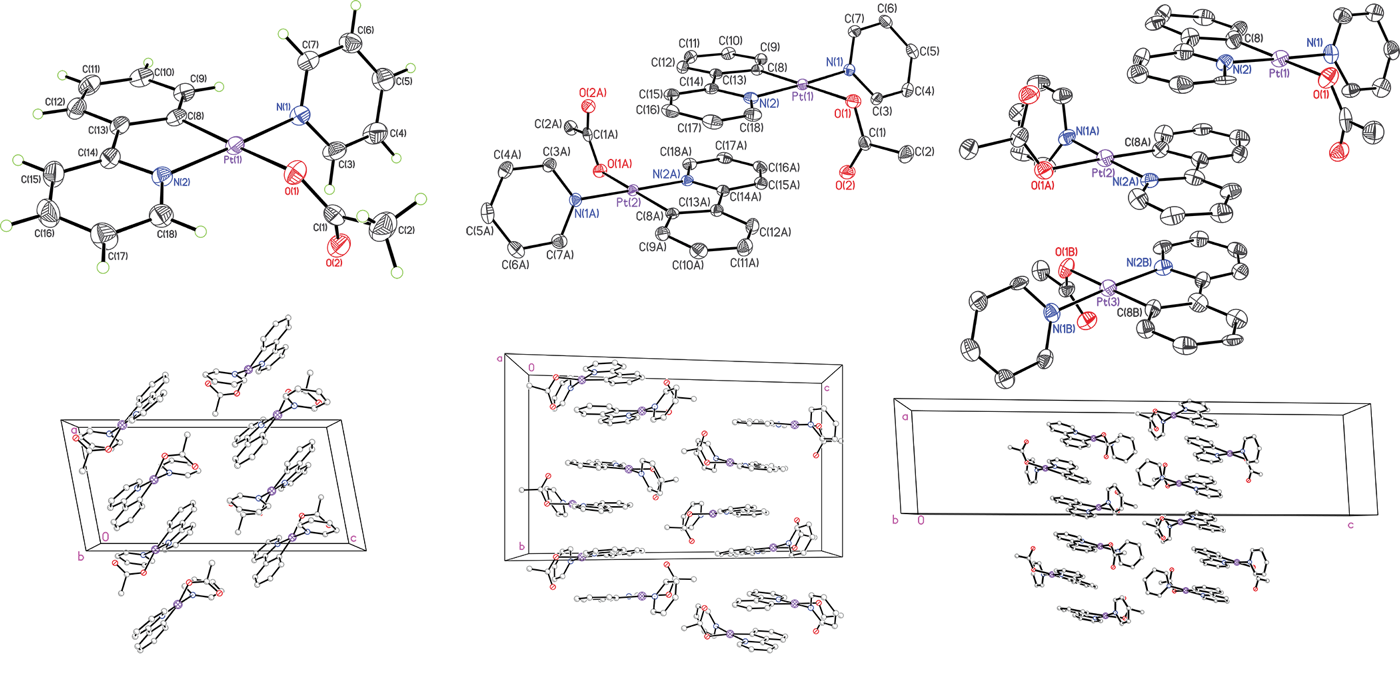 C(6)
C(7)
C(11)
C(10)
C(9)
C(5)
C(12)
N(1)
C(8)
C(4)
C(13)
Pt(1)
C(3)
C(14)
C(15)
N(2)
O(1)
C(1)
C(2)
C(16)
C(18)
C(17)
O(2)
C(6)
C(7)
C(10)
C(11)
C(9)
C(5)
C(12)
C(8)
N(1)
C(13)
C(14)
Pt(1)
C(4)
C(15)
N(2)
C(3)
O(1)
C(16)
C(17)
C(18)
C(1)
C(2)
O(2)
O(2A)
C(2A)
C(1A)
C(4A)
C(3A)
O(1A)
C(18A)
C(17A)
C(16A)
N(2A)
C(15A)
C(14A)
Pt(2)
N(1A)
C(13A)
C(8A)
C(5A)
C(9A)
C(12A)
C(6A)
C(7A)
C(10A)
C(11A)
C(8)
N(1)
N(2)
Pt(1)
O(1)
N(1A)
C(8A)
Pt(2)
O(1A)
N(2A)
O(1B)
N(2B)
Pt(3)
C(8B)
N(1B)
a
0
c
b
a
0
c
b
a
b
0
c